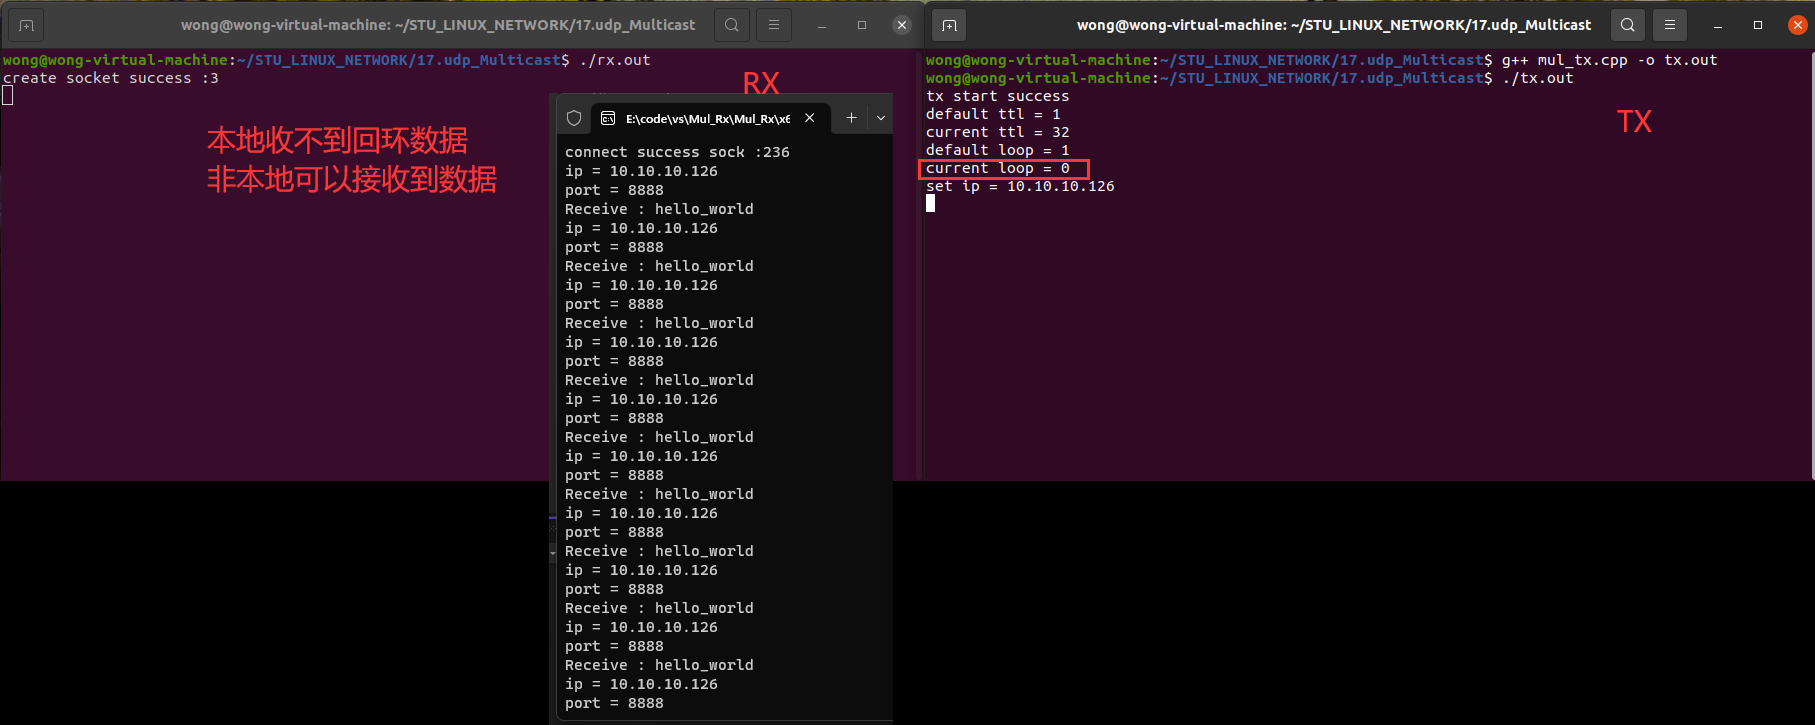 wong@wong-virtual-machine: ~/STU_LINUX_NETWORK/17.udp_Multicast
wong@wong-virtual-machine:~/STU_LINUX_NETWORK/17.udp_Multicast$ ./rx.out
create socket success :3
RX
本地收不到回环数据
非本地可以接收到数据
E:\code\vs\Mul_Rx\Mul_Rx\x6
connect success sock :236
ip = 10.10.10.126
port = 8888
Receive : hello_world
ip = 10.10.10.126
port = 8888
Receive : hello_world
ip = 10.10.10.126
port = 8888
Receive : hello_world
ip = 10.10.10.126
port = 8888
Receive : hello_world
ip = 10.10.10.126
port = 8888
Receive : hello_world
ip = 10.10.10.126
port = 8888
Receive : hello_world
ip = 10.10.10.126
port = 8888
Receive : hello_world
ip = 10.10.10.126
port = 8888
Receive : hello_world
ip = 10.10.10.126
port = 8888
Receive : hello_world
ip = 10.10.10.126
port = 8888
wong@wong-virtual-machine: ~/STU_LINUX_NETWORK/17.udp_Multicast
wong@wong-virtual-machine:~/STU_LINUX_NETWORK/17.udp_Multicast$ g++ mul_tx.cpp -o tx.out
wong@wong-virtual-machine:~/STU_LINUX_NETWORK/17.udp_Multicast$ ./tx.out
tx start success
default ttl = 1
current ttl = 32
default loop = 1
current loop = 0
set ip = 10.10.10.126
TX